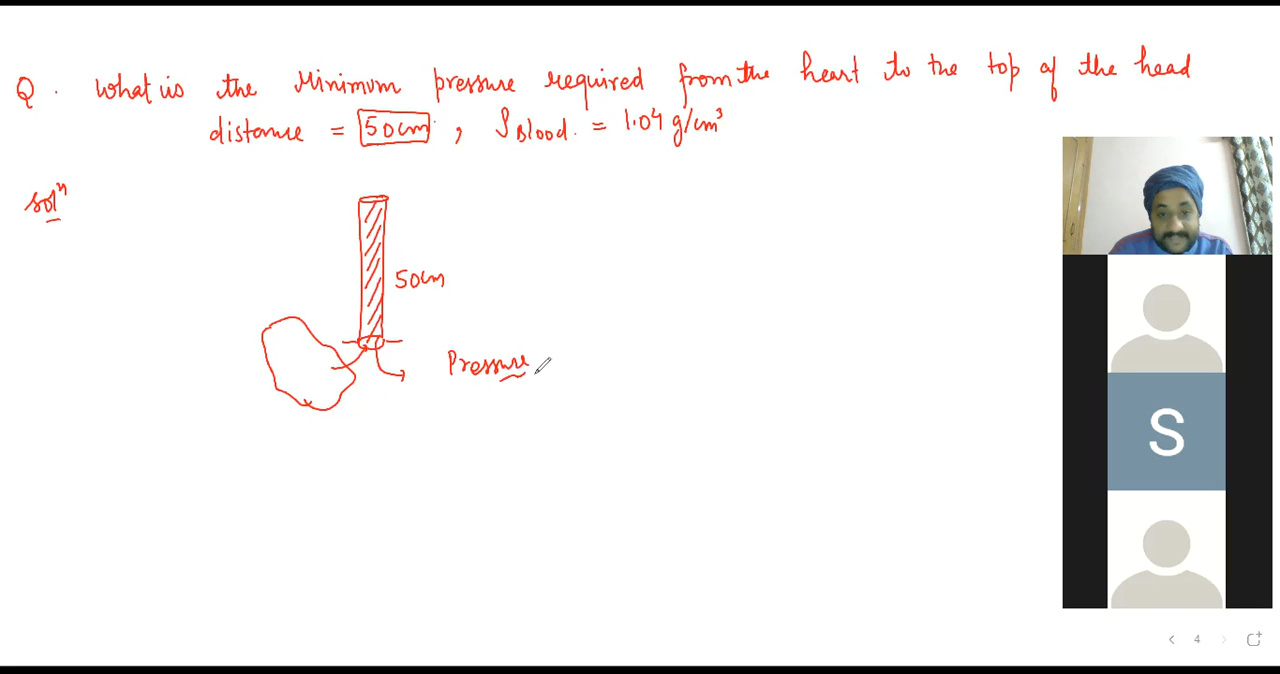 Q. What is the Minimum pressure required from the heart to the top of the head
distance = 50cm, ρBlood. = 1.04 g/cm³
solⁿ
50cm
Pressure
S
4